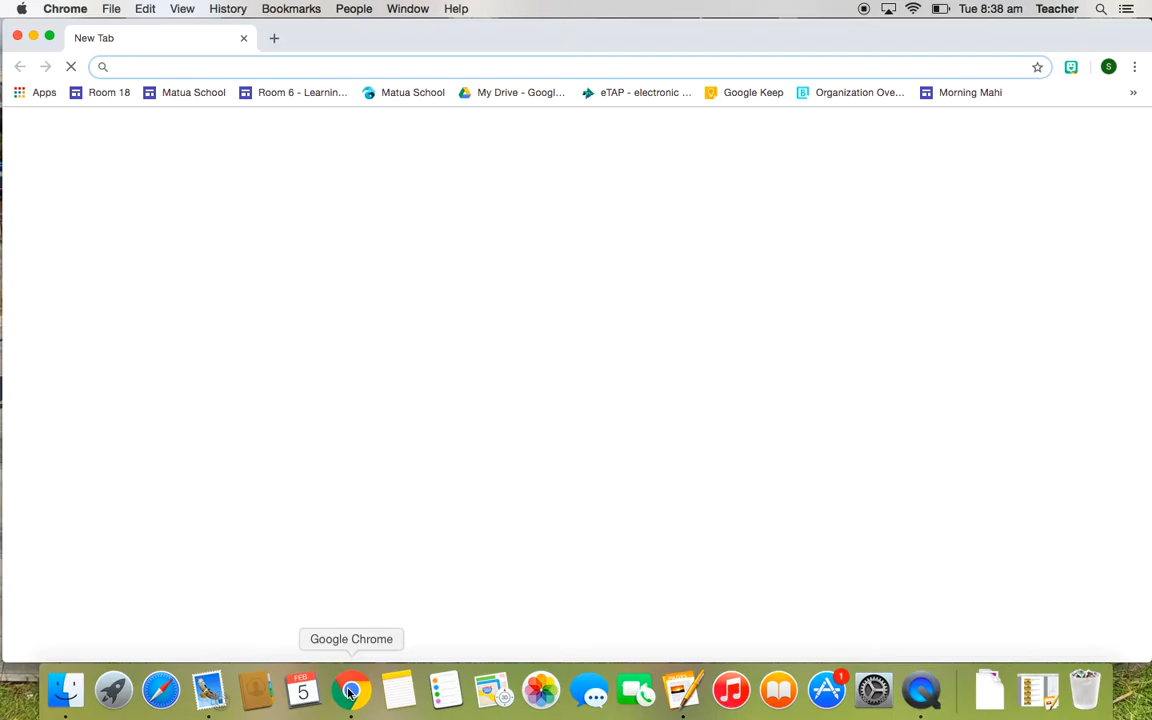 Chrome File Edit View History Bookmarks People Window Help Tue 8:38 am Teacher
New Tab
S
Apps Room 18 Matua School Room 6 - Learnin... Matua School My Drive - Googl... eTAP - electronic ... Google Keep Organization Ove... Morning Mahi »
Google Chrome
FEB
5
1